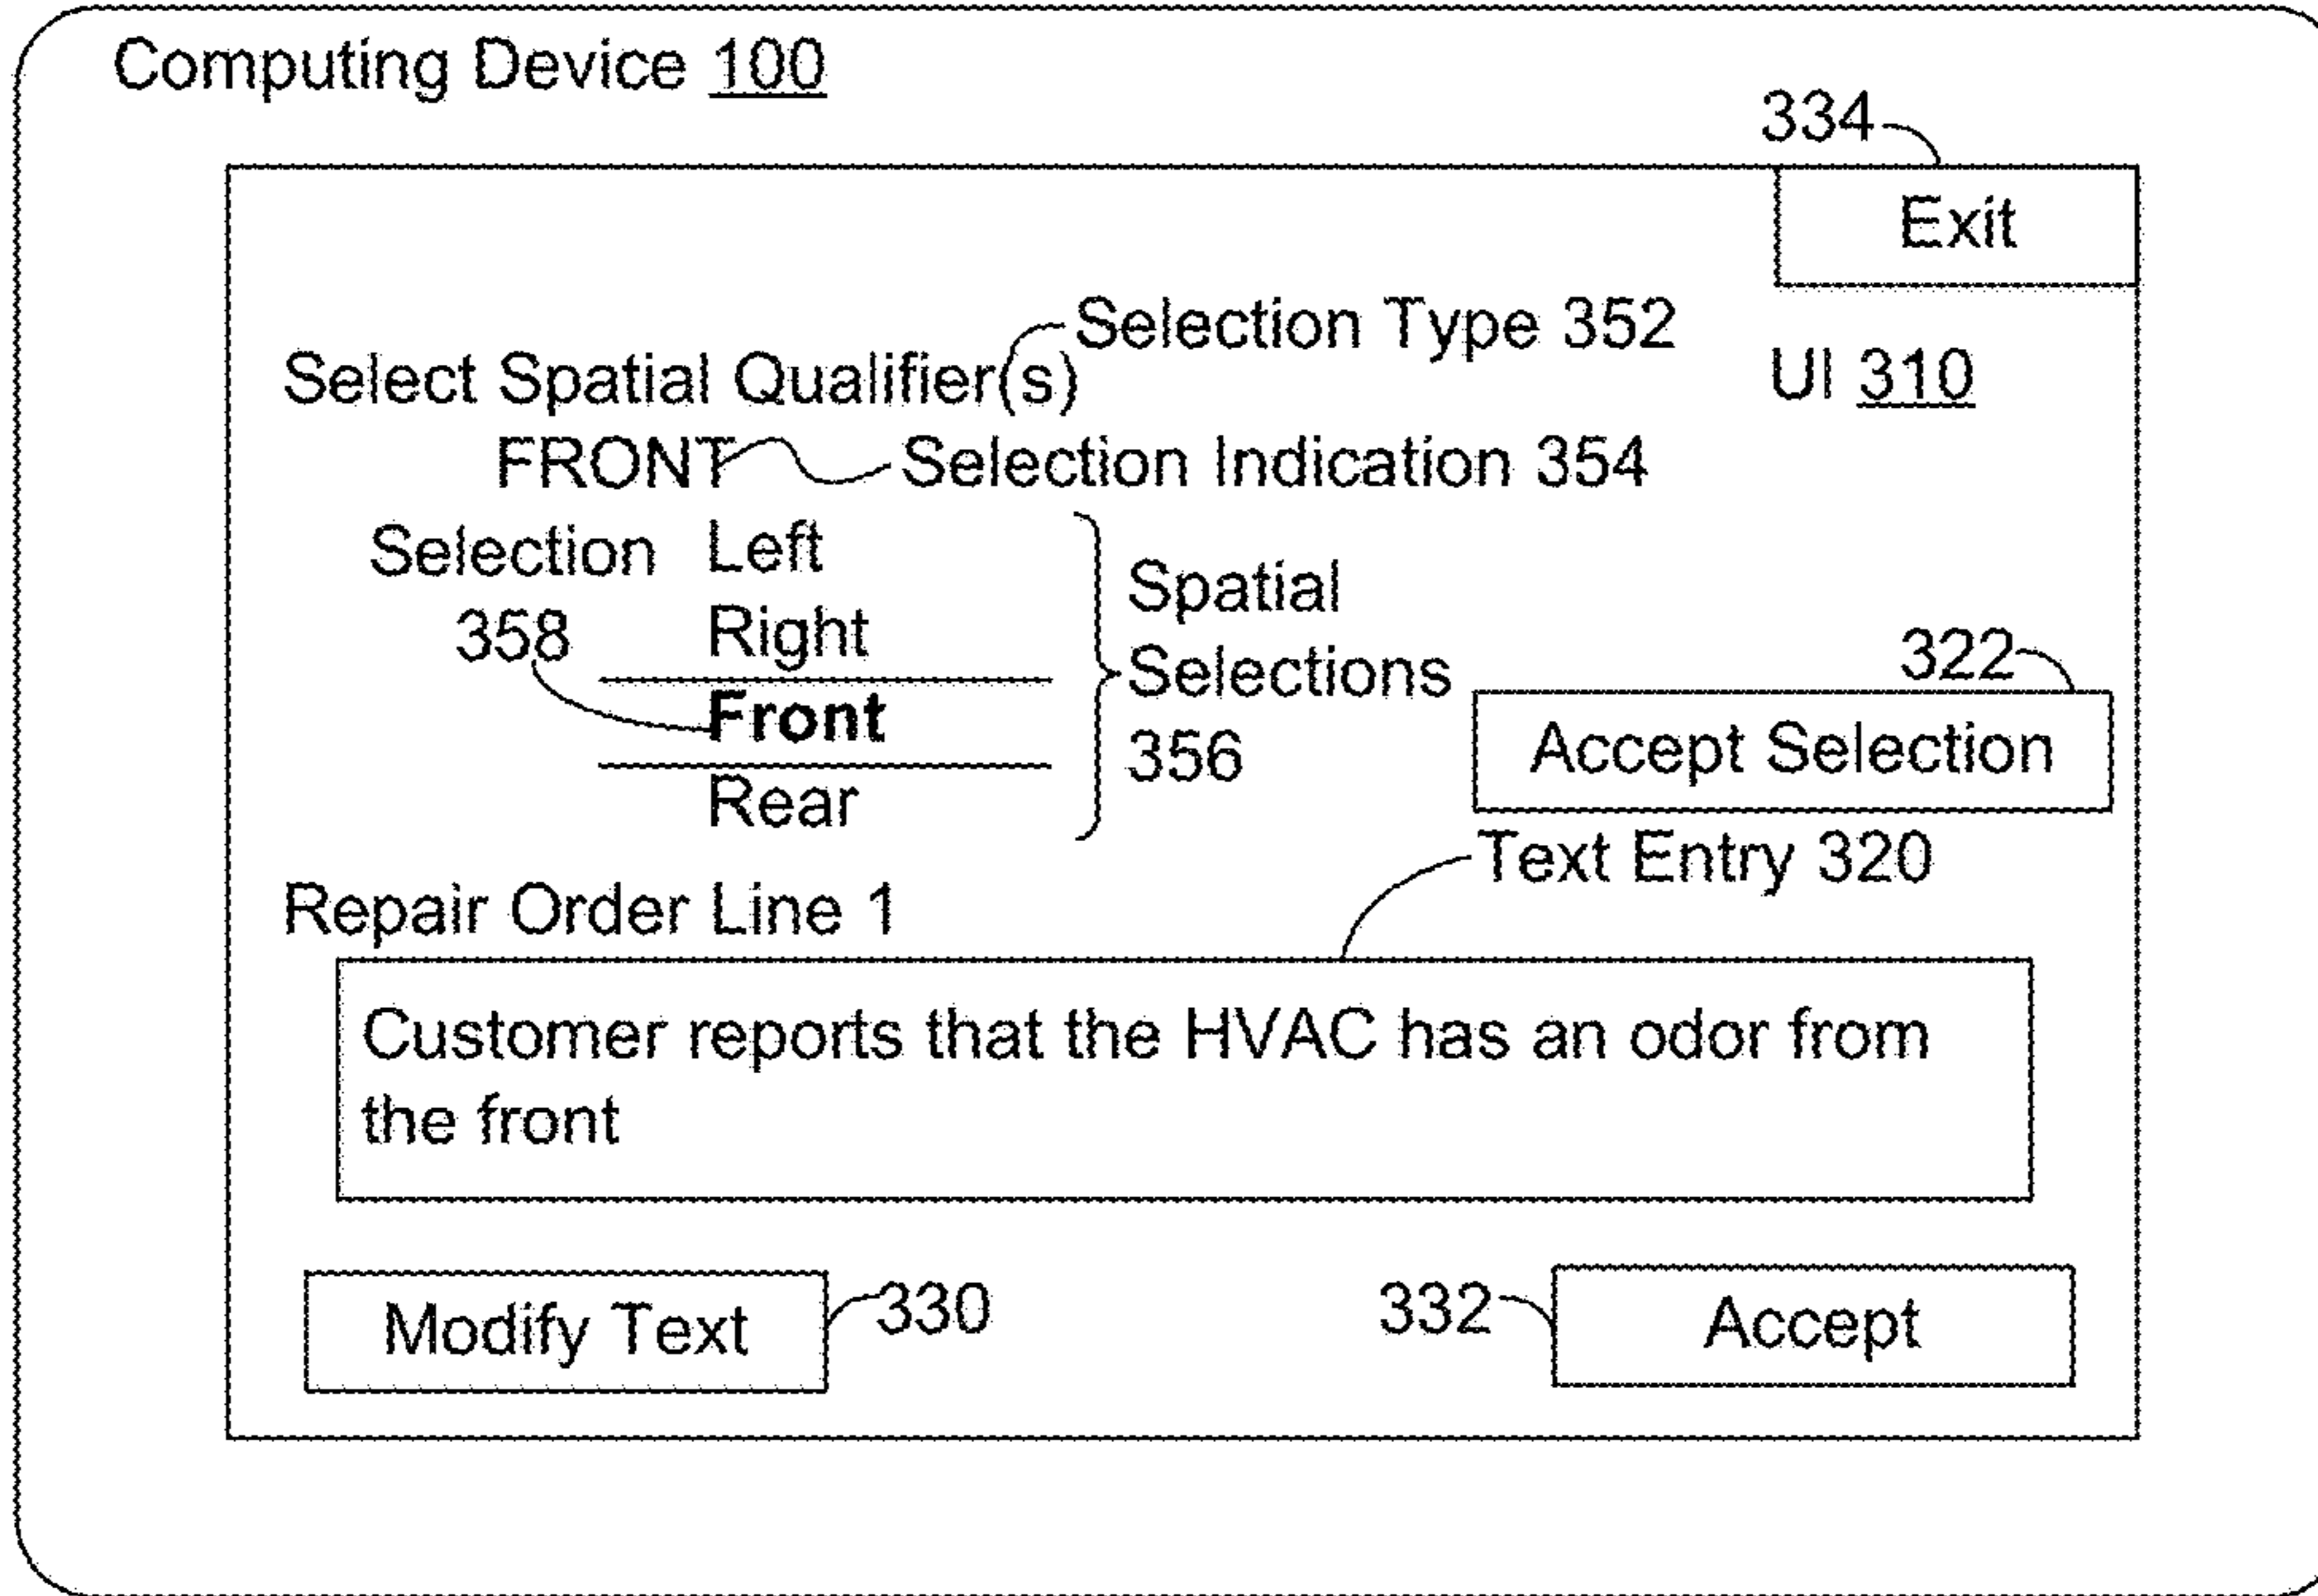 Computing Device 100
334
Exit
Selection Type 352
Select Spatial Qualifier(s)
UI 310
FRONT
Selection Indication 354
Selection 358
Left
Right
Front
Rear
Spatial
Selections
356
322
Accept Selection
Text Entry 320
Repair Order Line 1
Customer reports that the HVAC has an odor from
the front
Modify Text
330
332
Accept